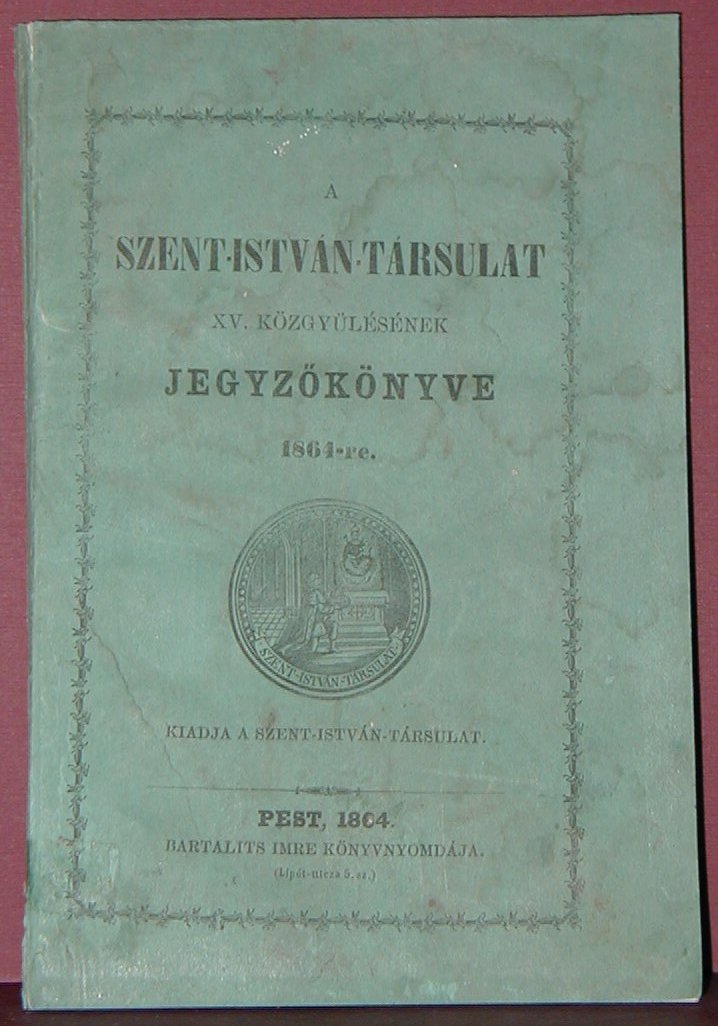 A
SZENT-ISTVÁN-TÁRSULAT
XV. KÖZGYÜLÉSÉNEK
JEGYZŐKÖNYVE
1864-re.
SZENT-ISTVÁN-TÁRSULAT
KIADJA A SZENT-ISTVÁN-TÁRSULAT.
PEST, 1864.
BARTALITS IMRE KÖNYVNYOMDÁJA.
(Lipót-utcza 5. sz.)